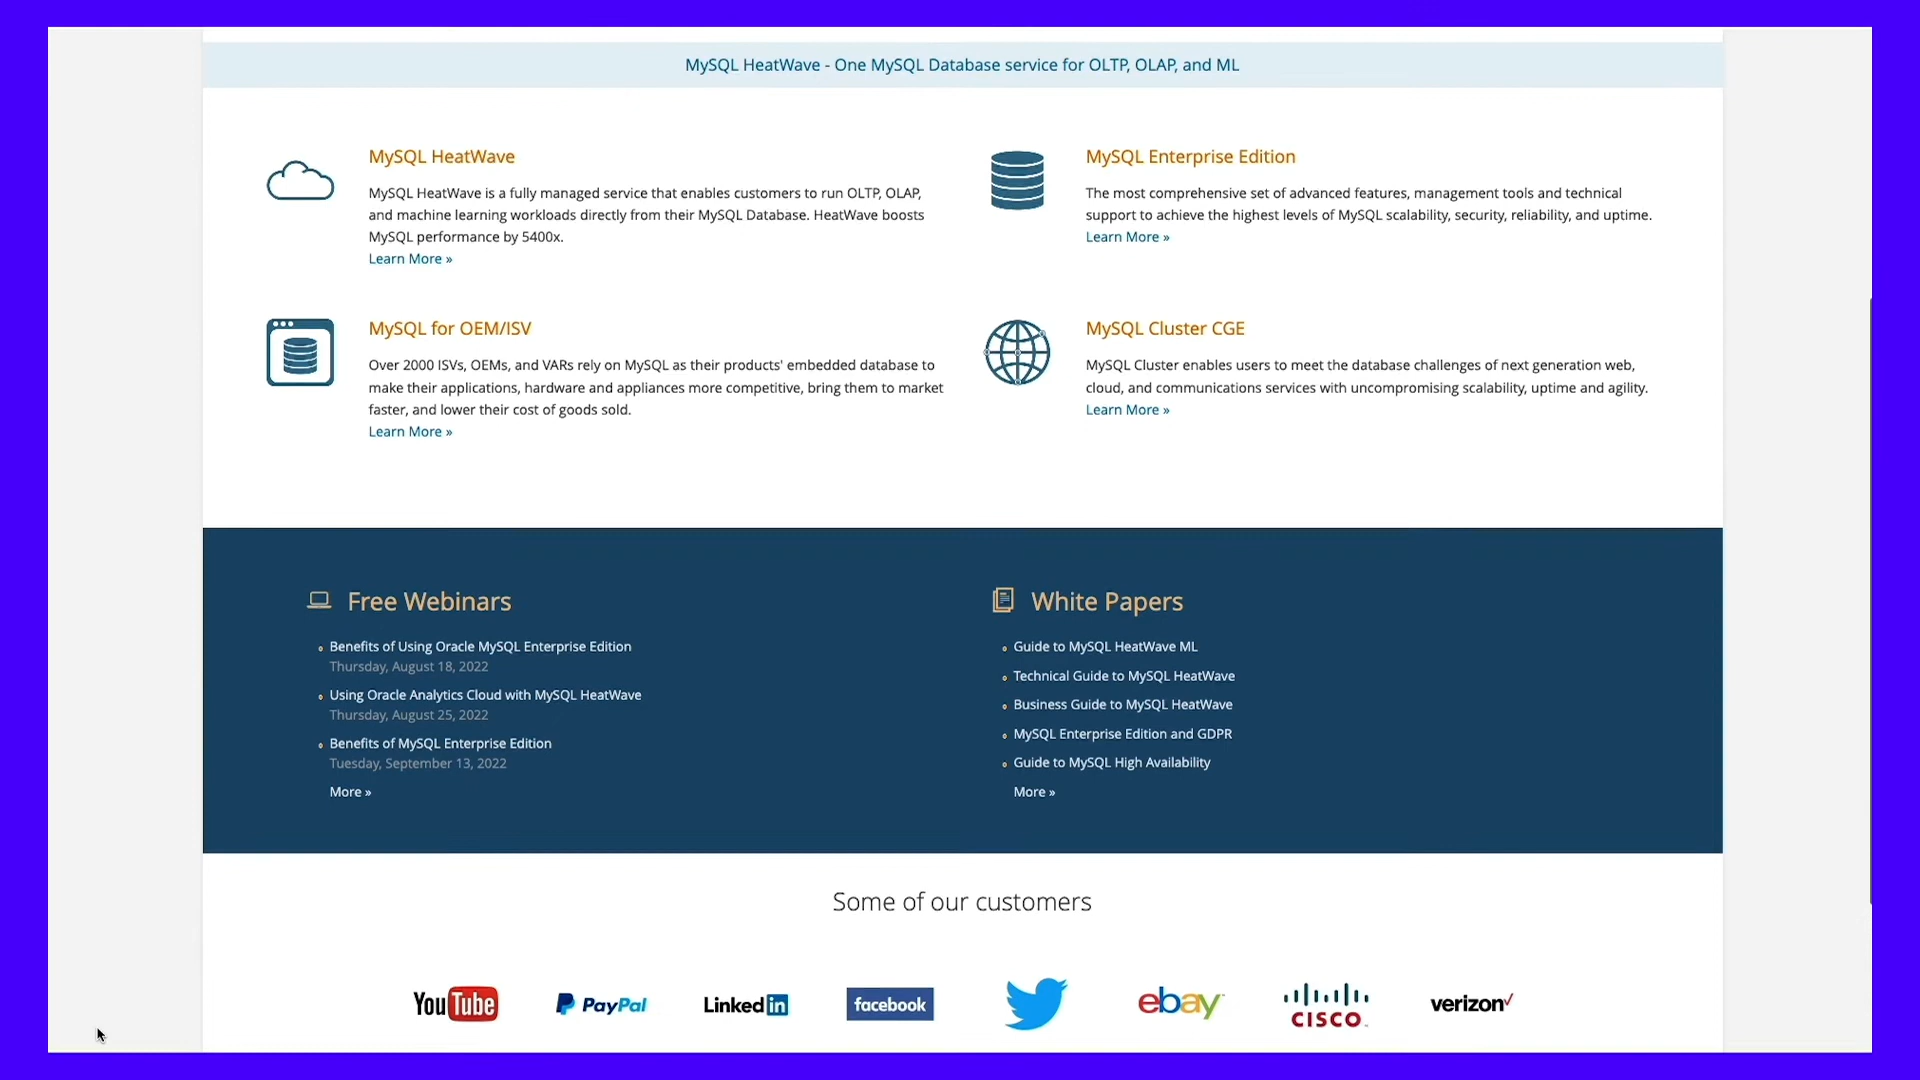 MySQL HeatWave - One MySQL Database service for OLTP, OLAP, and ML
MySQL HeatWave
MySQL HeatWave is a fully managed service that enables customers to run OLTP, OLAP,
and machine learning workloads directly from their MySQL Database. HeatWave boosts
MySQL performance by 5400x.
Learn More »
MySQL Enterprise Edition
The most comprehensive set of advanced features, management tools and technical
support to achieve the highest levels of MySQL scalability, security, reliability, and uptime.
Learn More »
MySQL for OEM/ISV
Over 2000 ISVs, OEMs, and VARs rely on MySQL as their products' embedded database to
make their applications, hardware and appliances more competitive, bring them to market
faster, and lower their cost of goods sold.
Learn More »
MySQL Cluster CGE
MySQL Cluster enables users to meet the database challenges of next generation web,
cloud, and communications services with uncompromising scalability, uptime and agility.
Learn More »
Free Webinars
Benefits of Using Oracle MySQL Enterprise Edition
Thursday, August 18, 2022
Using Oracle Analytics Cloud with MySQL HeatWave
Thursday, August 25, 2022
Benefits of MySQL Enterprise Edition
Tuesday, September 13, 2022
More »
White Papers
Guide to MySQL HeatWave ML
Technical Guide to MySQL HeatWave
Business Guide to MySQL HeatWave
MySQL Enterprise Edition and GDPR
Guide to MySQL High Availability
More »
Some of our customers
YouTube PayPal LinkedIn facebook ebay CISCO verizon